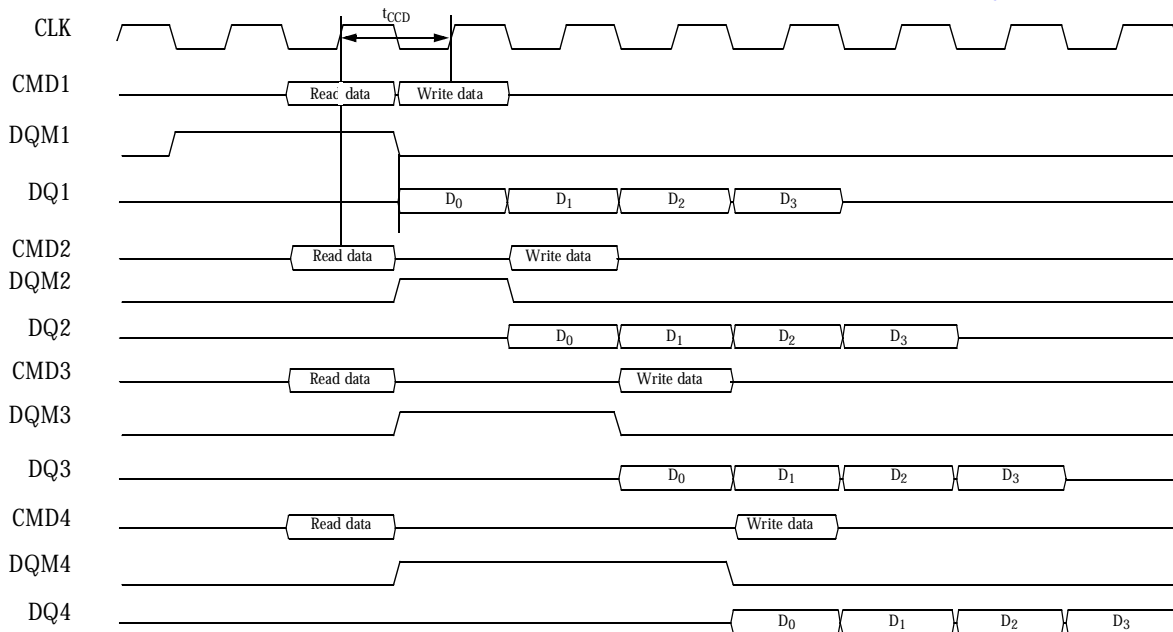 t_CCD
CLK
CMD1 Read data Write data
DQM1
DQ1 D0 D1 D2 D3
CMD2 Read data Write data
DQM2
DQ2 D0 D1 D2 D3
CMD3 Read data Write data
DQM3
DQ3 D0 D1 D2 D3
CMD4 Read data Write data
DQM4
DQ4 D0 D1 D2 D3